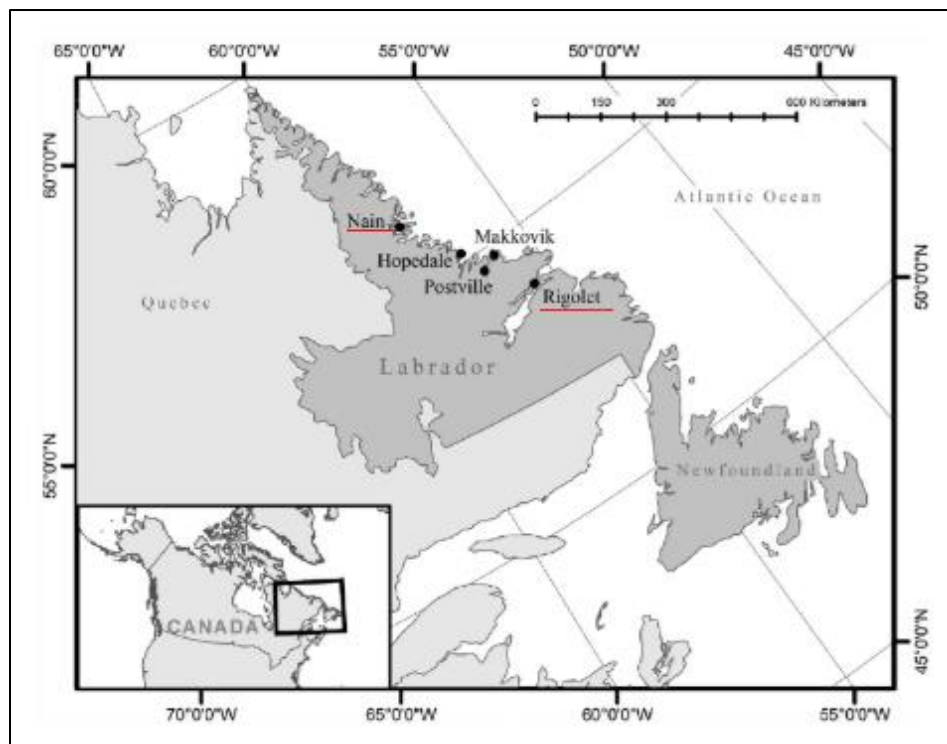 65°0'0"W
60°0'0"W
55°0'0"W
50°0'0"W
45°0'0"W
0 150 300 600 Kilometers
60°0'0"N
Atlantic Ocean
Nain
Makkovik
Hopedale
Postville
Rigolet
50°0'0"N
Quebec
Labrador
55°0'0"N
Newfoundland
CANADA
45°0'0"N
70°0'0"W
65°0'0"W
60°0'0"W
55°0'0"W